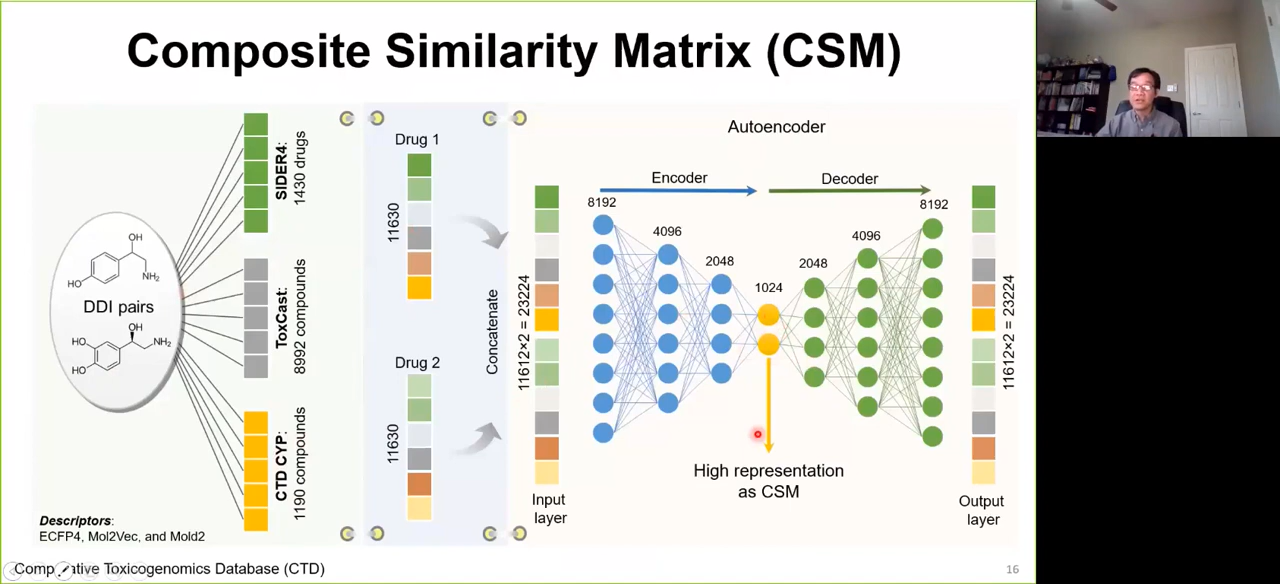 Composite Similarity Matrix (CSM)
OH
NH₂
HO
DDI pairs
OH
HO
NH₂
HO
SIDER4:
1430 drugs
ToxCast:
8992 compounds
CTD CYP:
1190 compounds
Descriptors:
ECFP4, Mol2Vec, and Mold2
Drug 1
11630
Drug 2
11630
Concatenate
11612×2 = 23224
Input
layer
Autoencoder
Encoder
Decoder
8192
4096
2048
1024
2048
4096
8192
High representation
as CSM
11612×2 = 23224
Output
layer
Toxicogenomics Database (CTD)
16